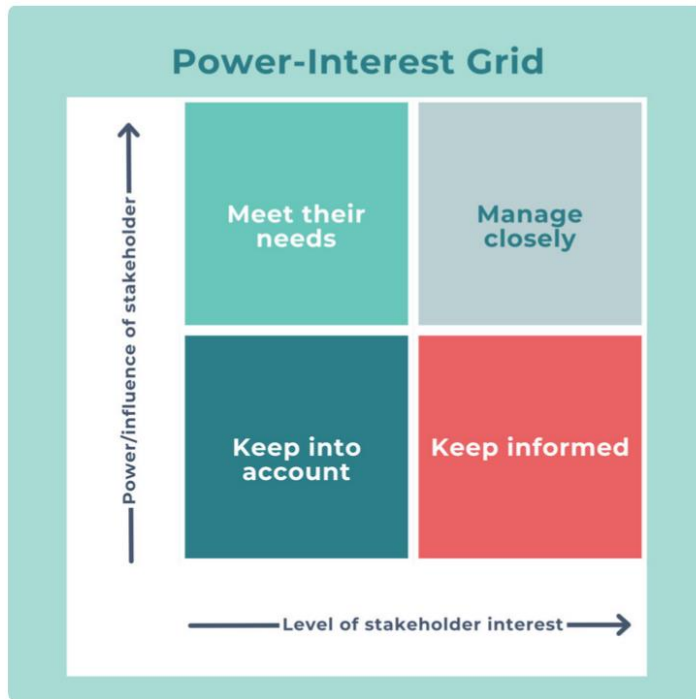 Power-Interest Grid
Power/influence of stakeholder
Meet their
needs
Manage
closely
Keep into
account
Keep informed
Level of stakeholder interest